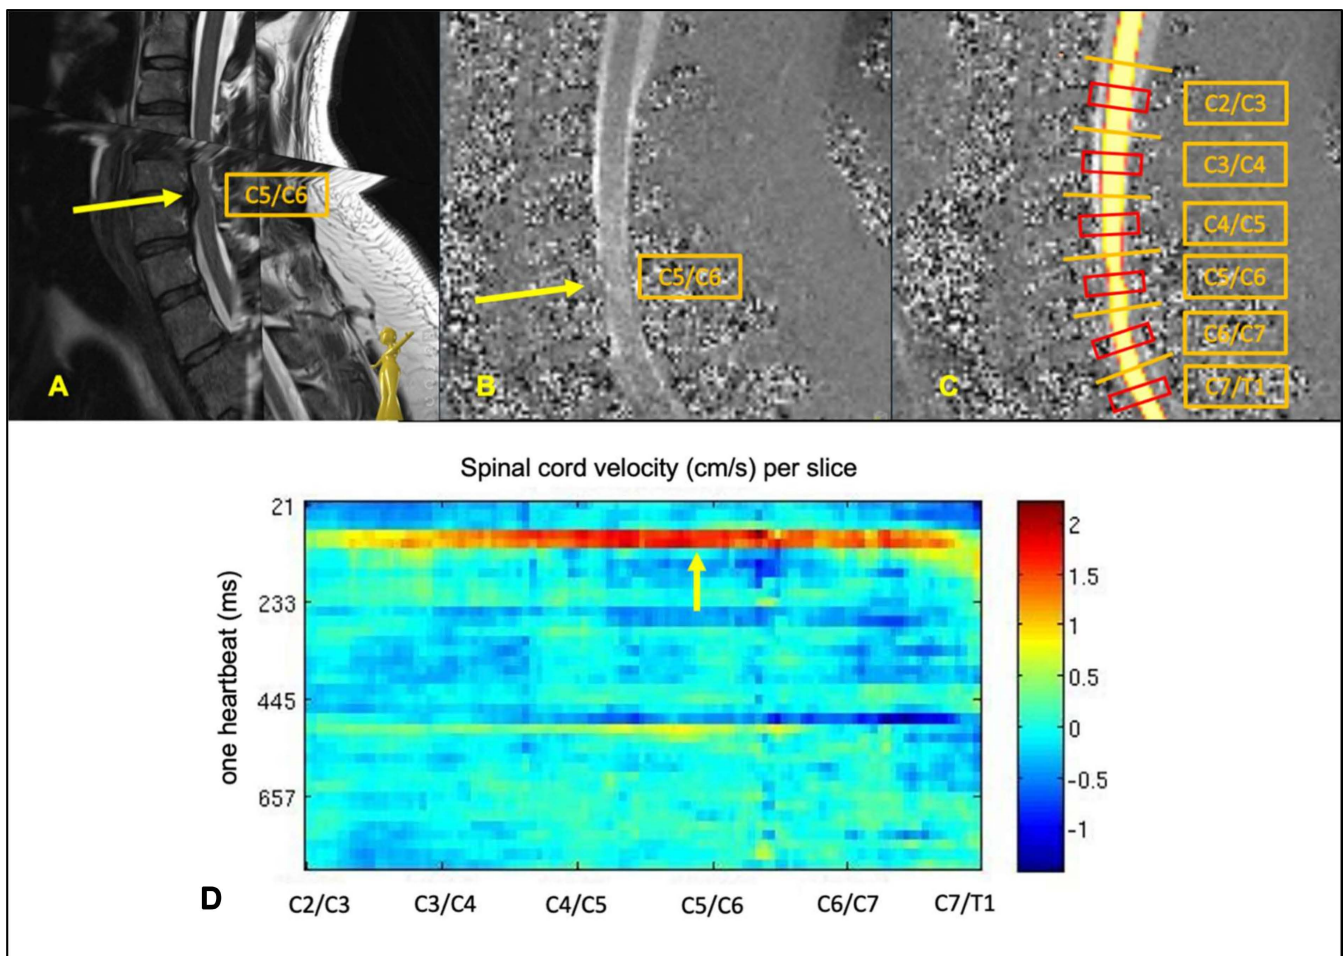 C5/C6
A
C5/C6
B
C2/C3
C3/C4
C4/C5
C5/C6
C6/C7
C7/T1
C
Spinal cord velocity (cm/s) per slice
one heartbeat (ms)
21
233
445
657
2
1.5
1
0.5
0
-0.5
-1
D
C2/C3 C3/C4 C4/C5 C5/C6 C6/C7 C7/T1